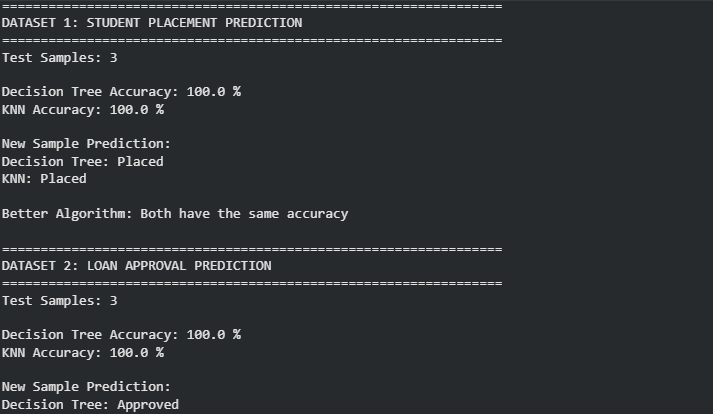 =================================================================
DATASET 1: STUDENT PLACEMENT PREDICTION
=================================================================
Test Samples: 3
Decision Tree Accuracy: 100.0 %
KNN Accuracy: 100.0 %
New Sample Prediction:
Decision Tree: Placed
KNN: Placed
Better Algorithm: Both have the same accuracy
=================================================================
DATASET 2: LOAN APPROVAL PREDICTION
=================================================================
Test Samples: 3
Decision Tree Accuracy: 100.0 %
KNN Accuracy: 100.0 %
New Sample Prediction:
Decision Tree: Approved